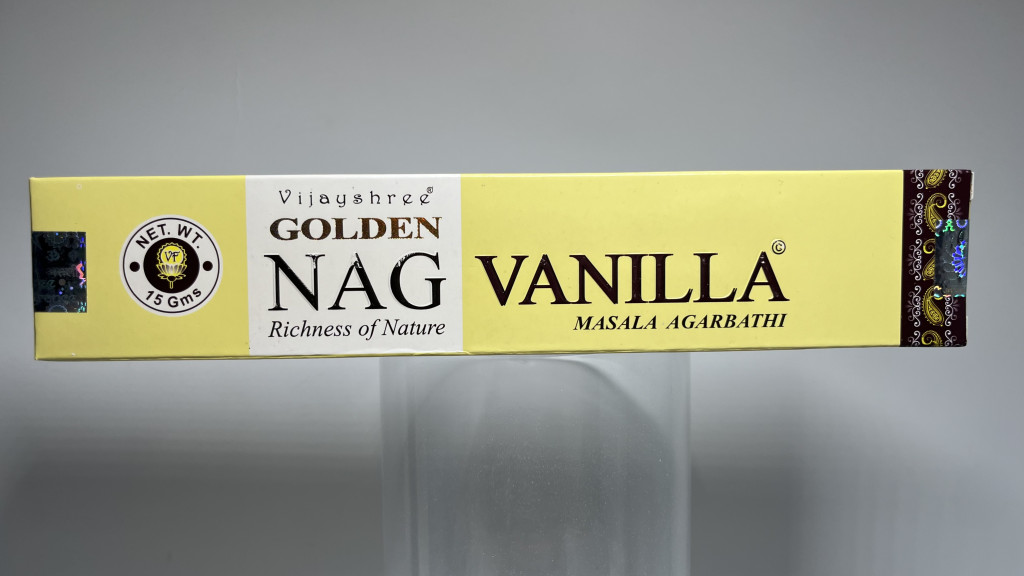 NET. WT.
VF
15 Gms
Vijayshree®
GOLDEN
NAG
Richness of Nature
VANILLA©
MASALA AGARBATHI